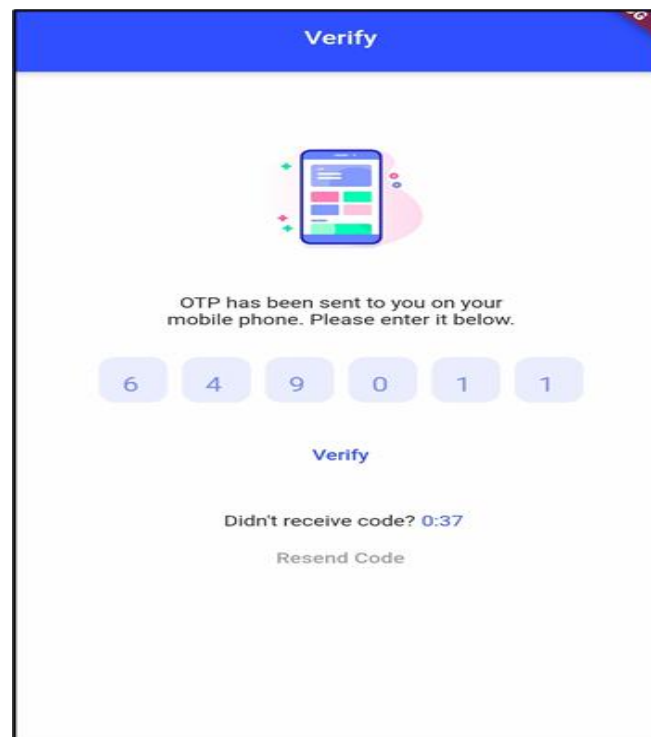 Verify
OTP has been sent to you on your
mobile phone. Please enter it below.
6 4 9 0 1 1
Verify
Didn't receive code? 0:37
Resend Code